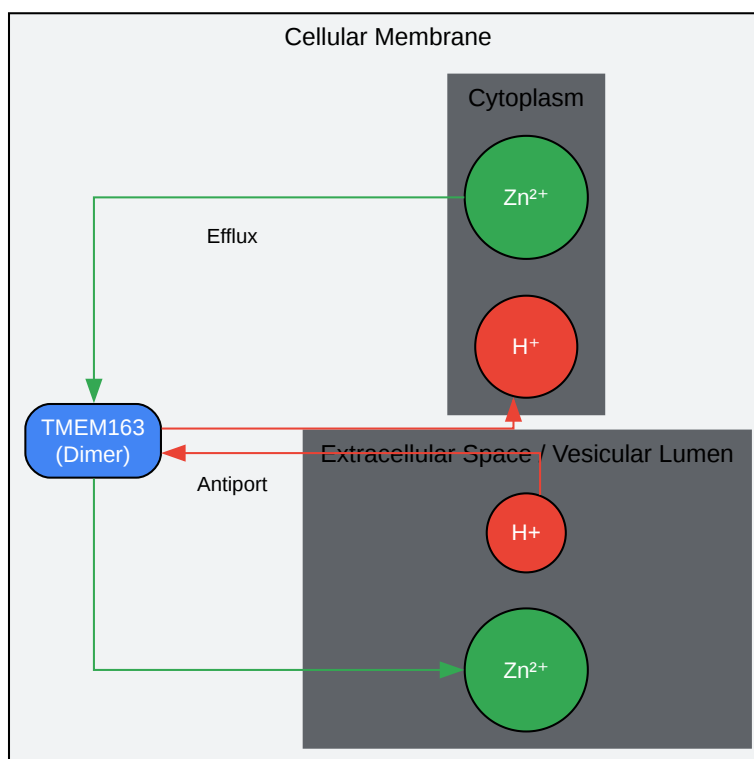 Cellular Membrane
Cytoplasm
Zn²⁺
Efflux
H⁺
TMEM163
(Dimer)
Extracellular Space / Vesicular Lumen
Antiport
H+
Zn²⁺